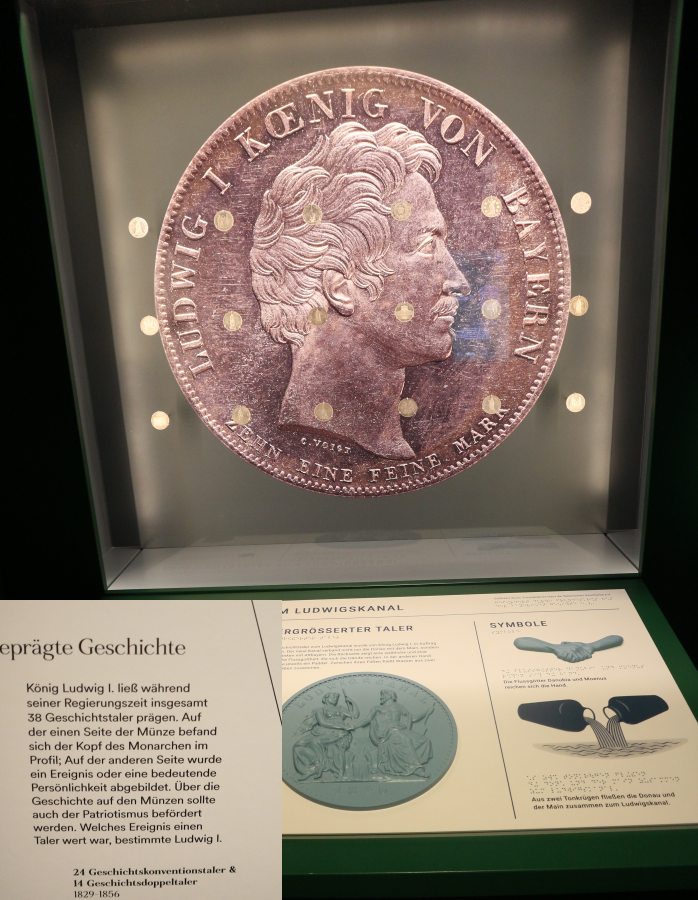 LUDWIG I KŒNIG VON BAYERN
C. VOIGT
ZEHN EINE FEINE MARK
M LUDWIGSKANAL
ERGRÖSSERTER TALER
SYMBOLE
Die Flussgötter Danubia und Moenus
reichen sich die Hand.
Aus zwei Tonkrügen fließen die Donau und
der Main zusammen zum Ludwigskanal.
eprägte Geschichte
König Ludwig I. ließ während
seiner Regierungszeit insgesamt
38 Geschichtstaler prägen. Auf
der einen Seite der Münze befand
sich der Kopf des Monarchen im
Profil; Auf der anderen Seite wurde
ein Ereignis oder eine bedeutende
Persönlichkeit abgebildet. Über die
Geschichte auf den Münzen sollte
auch der Patriotismus befördert
werden. Welches Ereignis einen
Taler wert war, bestimmte Ludwig I.
24 Geschichtskonventionstaler &
14 Geschichtsdoppeltaler
1829–1856